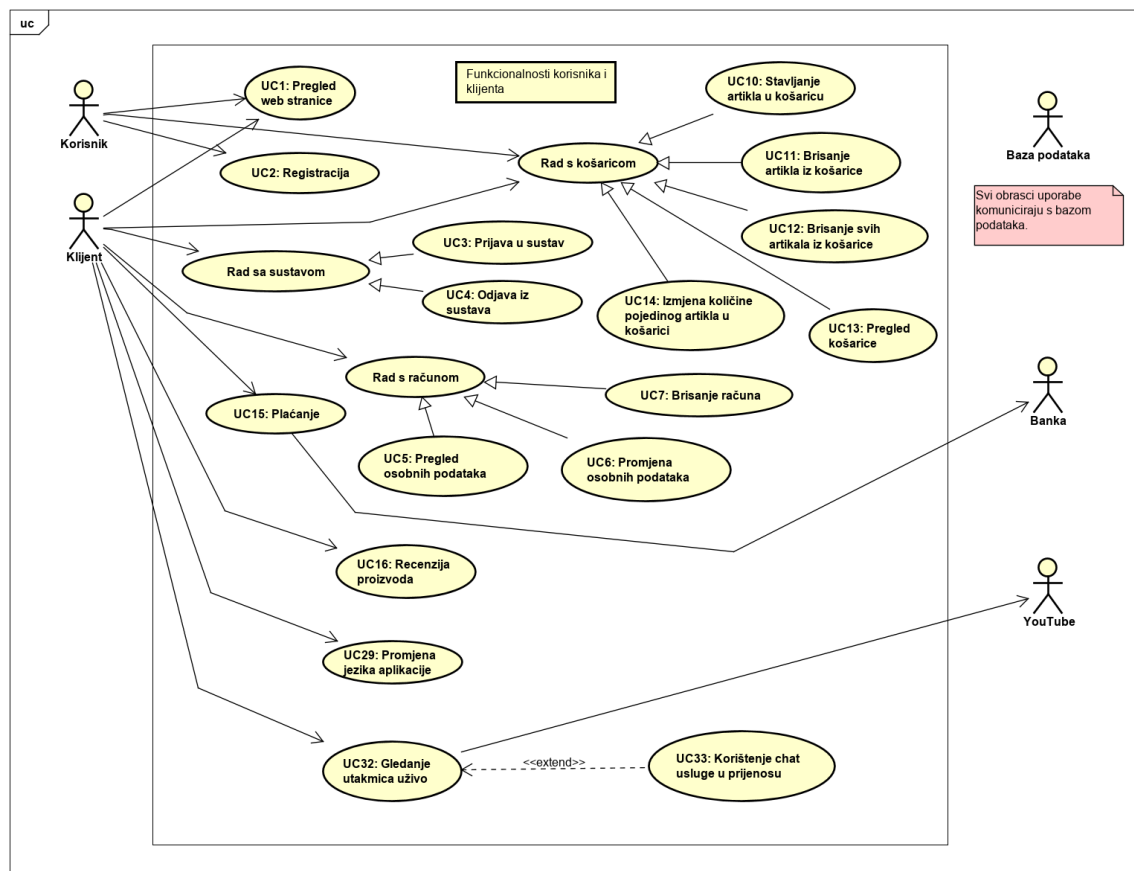 uc
Funkcionalnosti korisnika i
klijenta
UC1: Pregled
web stranice
UC10: Stavljanje
artikla u košaricu
Korisnik
Baza podataka
Rad s košaricom
UC11: Brisanje
artikla iz košarice
UC2: Registracija
Svi obrasci uporabe
komuniciraju s bazom
podataka.
Klijent
UC3: Prijava u sustav
UC12: Brisanje svih
artikala iz košarice
Rad sa sustavom
UC4: Odjava iz
sustava
UC14: Izmjena količine
pojedinog artikla u
košarici
UC13: Pregled
košarice
Rad s računom
UC7: Brisanje računa
UC15: Plaćanje
Banka
UC5: Pregled
osobnih podataka
UC6: Promjena
osobnih podataka
UC16: Recenzija
proizvoda
YouTube
UC29: Promjena
jezika aplikacije
UC32: Gledanje
utakmica uživo
<<extend>>
UC33: Korištenje chat
usluge u prijenosu